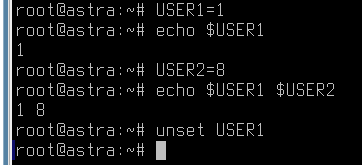 root@astra:~# USER1=1
root@astra:~# echo $USER1
1
root@astra:~# USER2=8
root@astra:~# echo $USER1 $USER2
1 8
root@astra:~# unset USER1
root@astra:~#